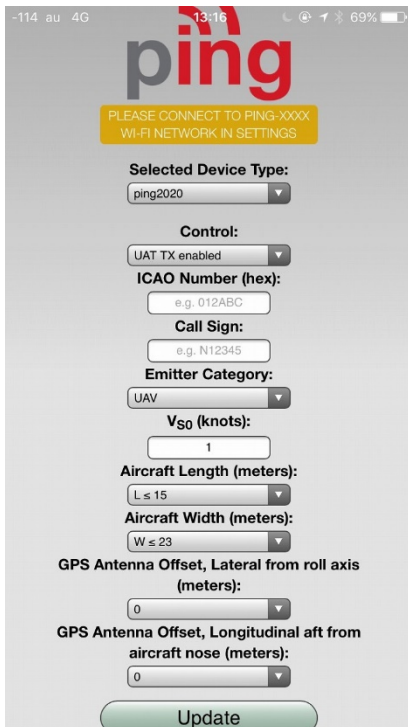 -114 au 4G 13:16 69%
ping
PLEASE CONNECT TO PING-XXXX
WI-FI NETWORK IN SETTINGS
Selected Device Type:
ping2020
Control:
UAT TX enabled
ICAO Number (hex):
e.g. 012ABC
Call Sign:
e.g. N12345
Emitter Category:
UAV
VS0 (knots):
1
Aircraft Length (meters):
L ≤ 15
Aircraft Width (meters):
W ≤ 23
GPS Antenna Offset, Lateral from roll axis
(meters):
0
GPS Antenna Offset, Longitudinal aft from
aircraft nose (meters):
0
Update